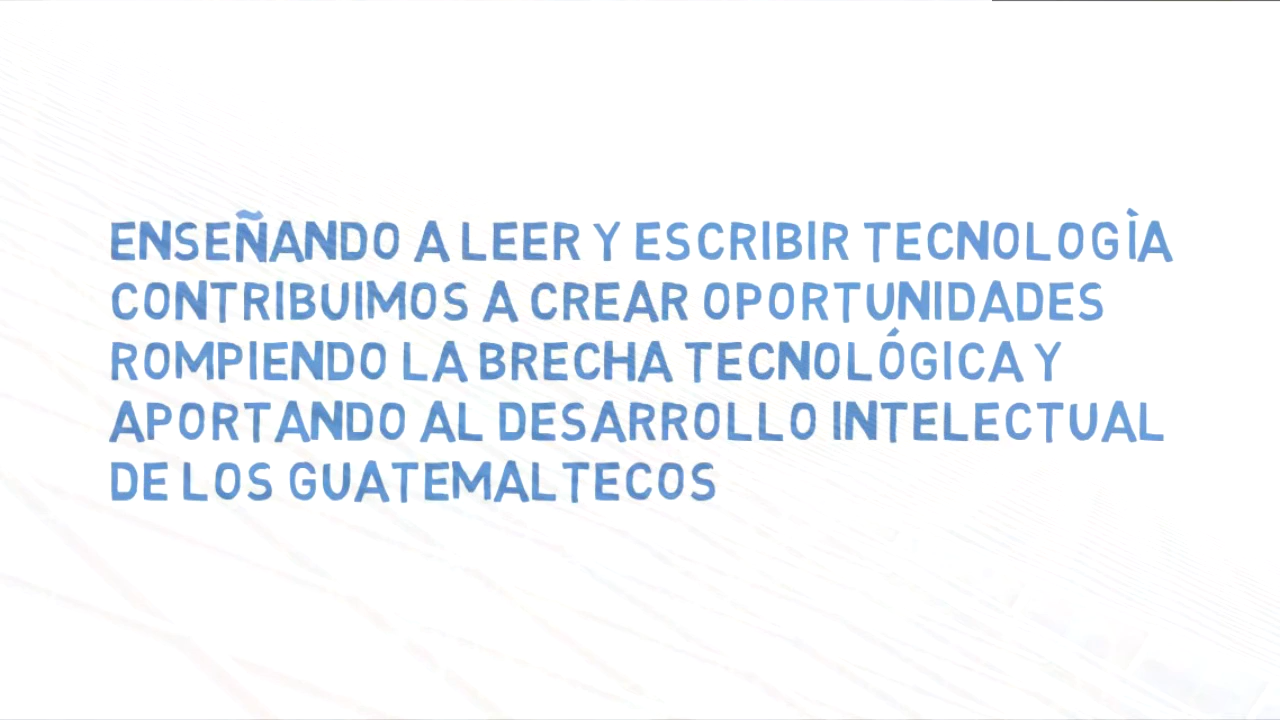 ENSEÑANDO A LEER Y ESCRIBIR TECNOLOGÌA
CONTRIBUIMOS A CREAR OPORTUNIDADES
ROMPIENDO LA BRECHA TECNOLÓGICA Y
APORTANDO AL DESARROLLO INTELECTUAL
DE LOS GUATEMALTECOS